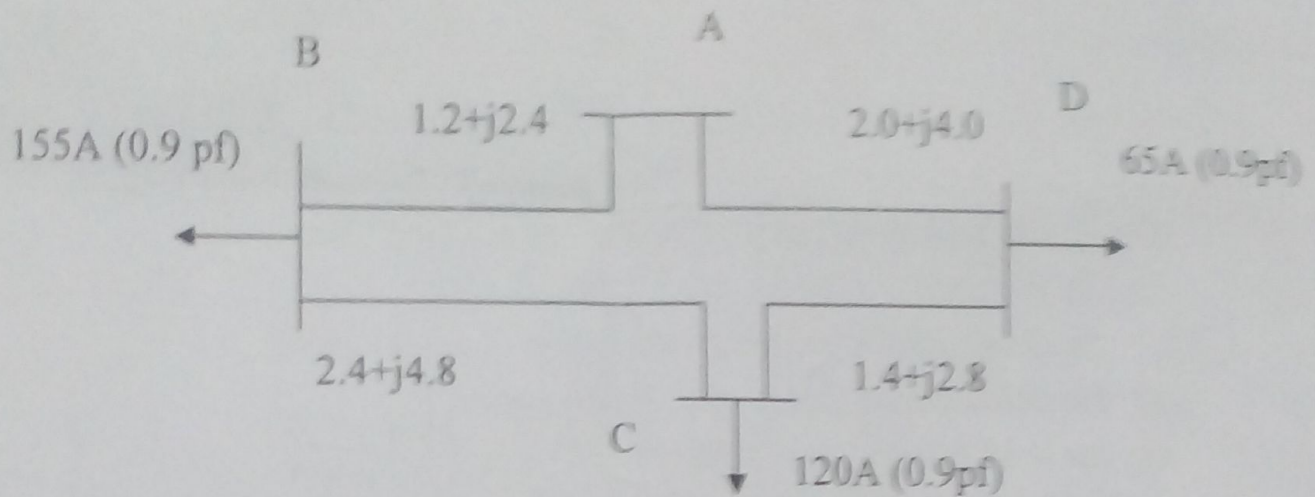 A
B
D
1.2+j2.4
2.0+j4.0
155A (0.9 pf)
65A (0.9pf)
2.4+j4.8
1.4+j2.8
C
120A (0.9pf)